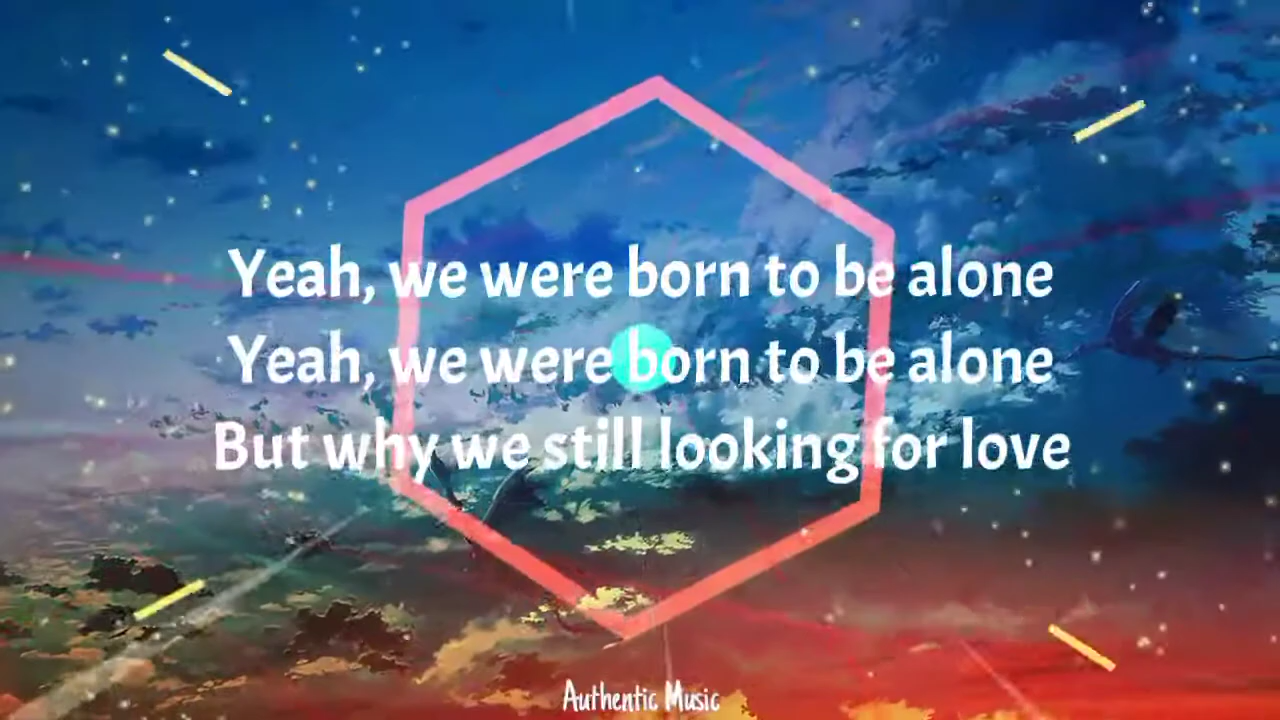 Yeah, we were born to be alone
Yeah, we were born to be alone
But why we still looking for love
Authentic Music